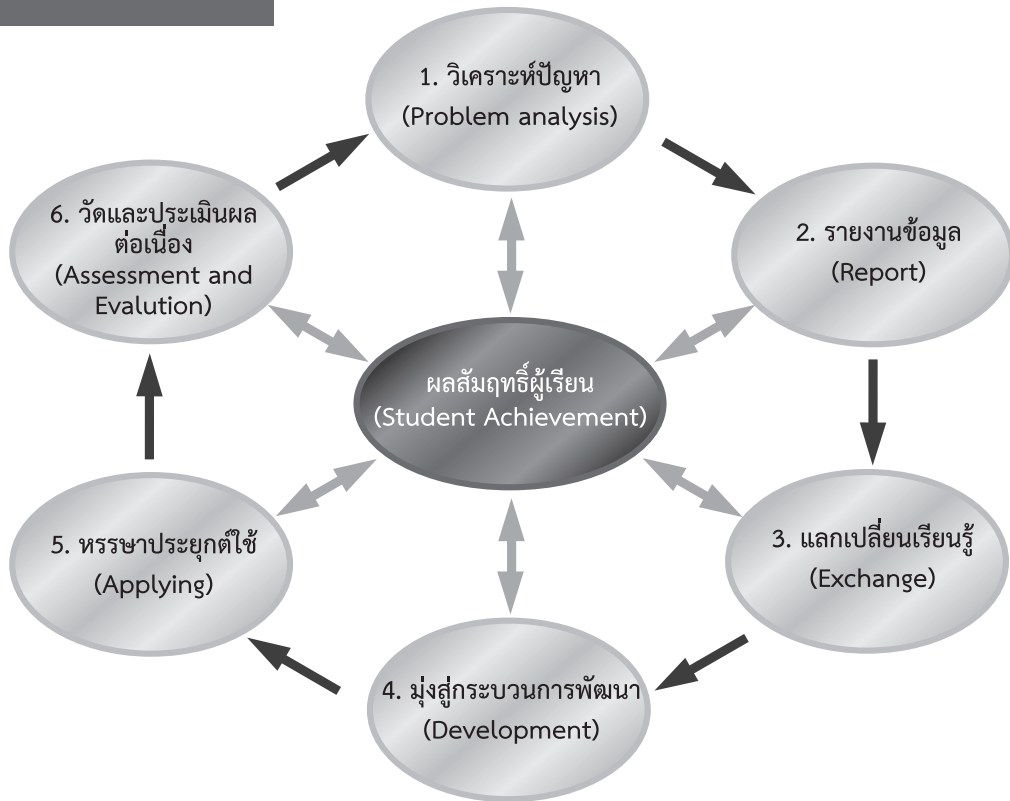 1. วิเคราะห์ปัญหา
(Problem analysis)
2. รายงานข้อมูล
(Report)
3. แลกเปลี่ยนเรียนรู้
(Exchange)
4. มุ่งสู่กระบวนการพัฒนา
(Development)
5. หรรษาประยุกต์ใช้
(Applying)
6. วัดและประเมินผล
ต่อเนื่อง
(Assessment and
Evalution)
ผลสัมฤทธิ์ผู้เรียน
(Student Achievement)